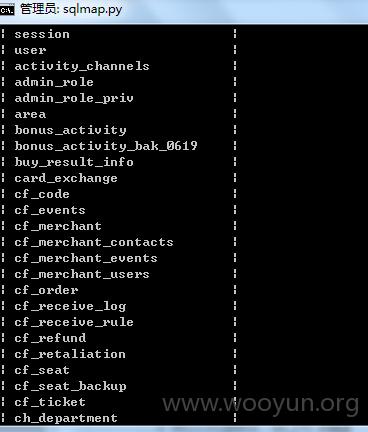 管理员: sqlmap.py
| session |
| user |
| activity_channels |
| admin_role |
| admin_role_priv |
| area |
| bonus_activity |
| bonus_activity_bak_0619 |
| buy_result_info |
| card_exchange |
| cf_code |
| cf_events |
| cf_merchant |
| cf_merchant_contacts |
| cf_merchant_events |
| cf_merchant_users |
| cf_order |
| cf_receive_log |
| cf_receive_rule |
| cf_refund |
| cf_retaliation |
| cf_seat |
| cf_seat_backup |
| cf_ticket |
| ch_department |
www.wooyun.org